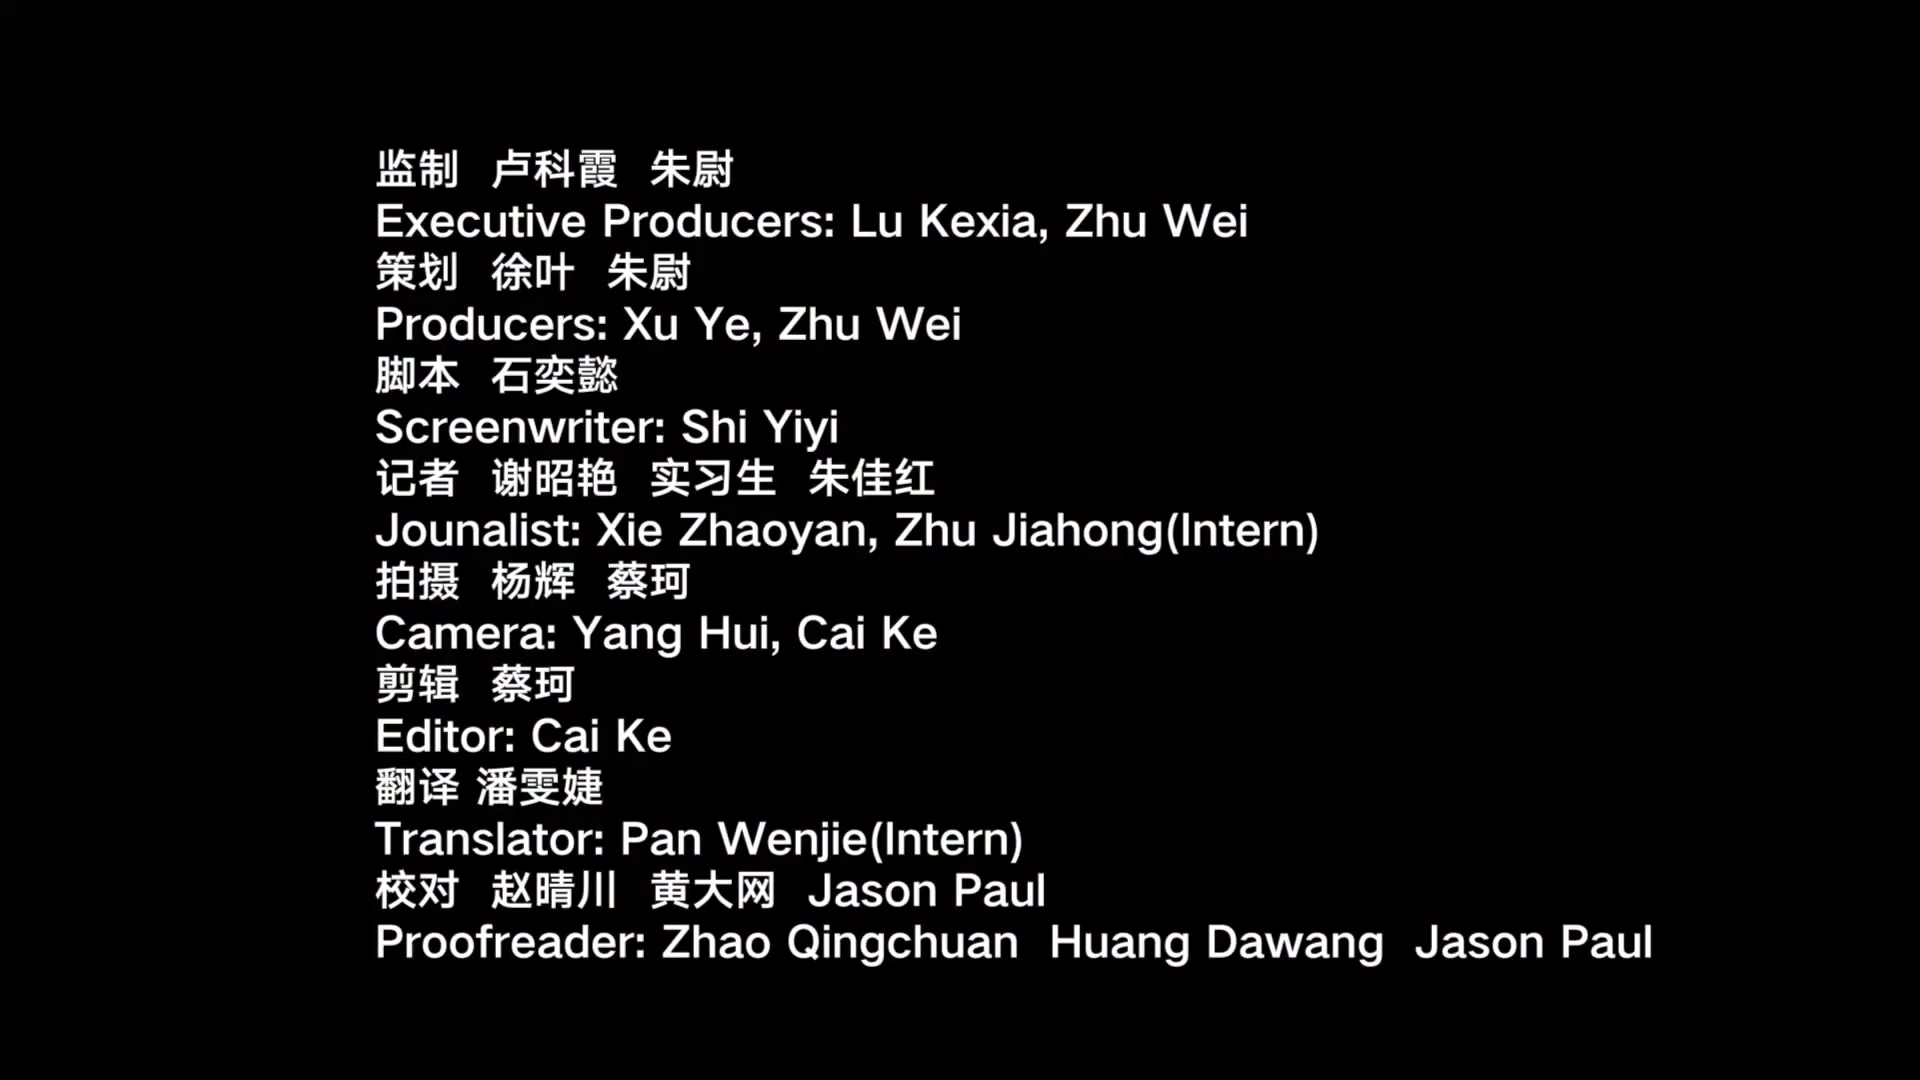 监制 卢科霞 朱尉
Executive Producers: Lu Kexia, Zhu Wei
策划 徐叶 朱尉
Producers: Xu Ye, Zhu Wei
脚本 石奕懿
Screenwriter: Shi Yiyi
记者 谢昭艳 实习生 朱佳红
Jounalist: Xie Zhaoyan, Zhu Jiahong(Intern)
拍摄 杨辉 蔡珂
Camera: Yang Hui, Cai Ke
剪辑 蔡珂
Editor: Cai Ke
翻译 潘雯婕
Translator: Pan Wenjie(Intern)
校对 赵晴川 黄大网 Jason Paul
Proofreader: Zhao Qingchuan Huang Dawang Jason Paul